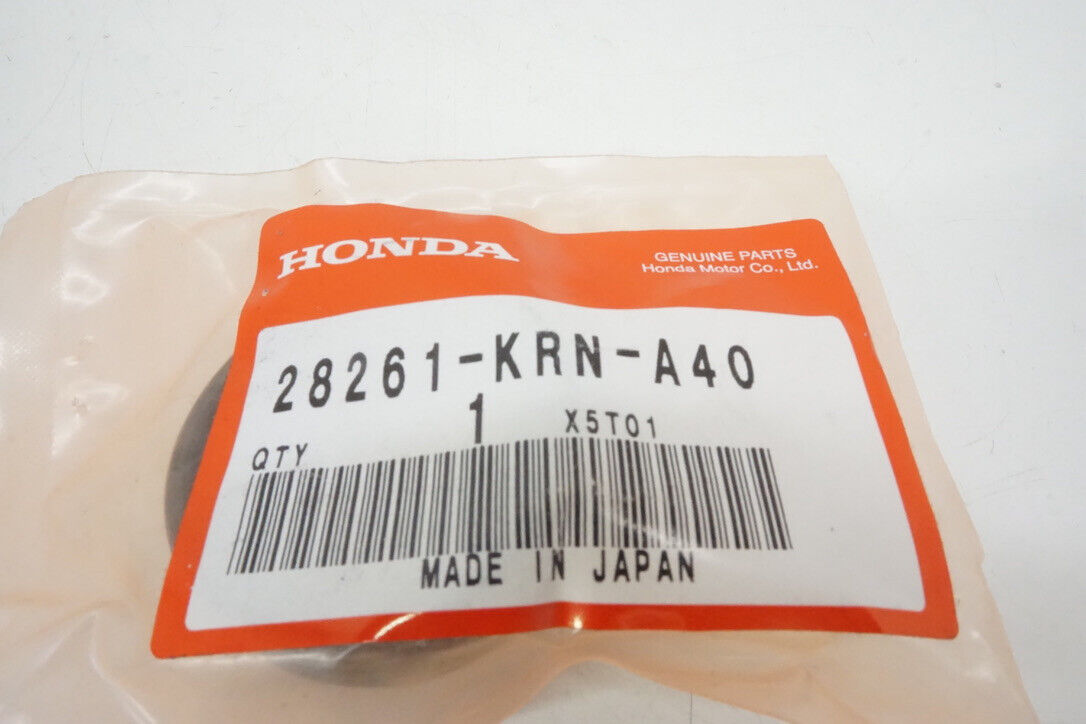 HONDA
GENUINE PARTS
Honda Motor Co., Ltd.
28261-KRN-A40
QTY 1 X5T01
MADE IN JAPAN